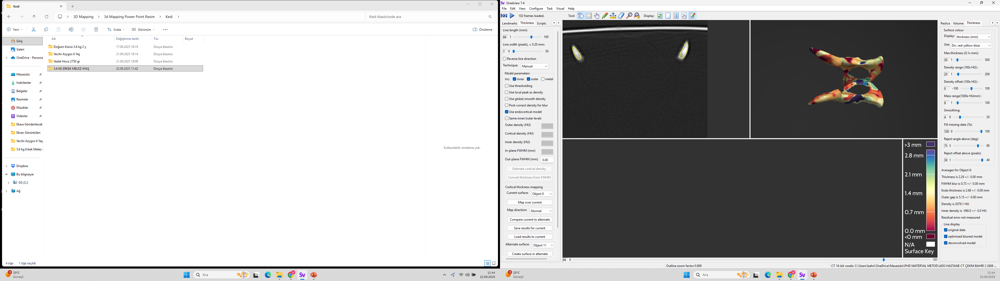 Kedi
3D Mapping > 3d Mapping Power Point Resim > Kedi >
Kedi klasöründe ara
Yeni
Sırala
Görünüm
Önizleme
Ad Değiştirme tarihi Tür Boyut
Doğum Kürsü 3.6 kg 2 y 17.09.2025 18:19 Dosya klasörü
Vecihi Azygos 6 Yaş 21.09.2025 18:14 Dosya klasörü
Vedat Hoca 2750 gr 21.09.2025 18:09 Dosya klasörü
5.6 KG ERKEK MELEZ 4YAŞ 22.09.2025 11:42 Dosya klasörü
Giriş
Galeri
OneDrive - Persona
Masaüstü
İndirilenler
Belgeler
Resimler
Müzikler
Videolar
Ekara Gönderilecek
Ekran Görüntüleri
Vecihi Azygos 6 Yaş
5.6 kg Erkek Melez
Dropbox
Bu bilgisayar
OS (C:)
Ağ
Kullanılabilir önizleme yok.
4 öğe 1 öğe seçildi
3
25°C
Güneşli
Ara
11:44
22.09.2025
Sv Stradview 7.4
File Edit View Configure Task Visual Help
102 frames loaded.
Tool:
Display:
Landmarks Thickness Scripts
Line length (mm):
66 1 100
Line width (pixels), = 0.20 mm:
1 0 50
Reverse line direction
Technique: Manual
Model parameters
Inc: inner outer metal
Use thresholding
Use local peak as density
Use global smooth density
Post-correct density for blur
Use endocortical model
Same inner/outer levels
Outer density (HU)
Cortical density (HU)
Inner density (HU)
In-plane FWHM (mm)
Out-plane FWHM (mm) 0.00
Estimate cortical density
Convert thickness from FWHM
Cortical thickness mapping
Current surface: Object 0
Map over current
Map direction: Normal
Compare current to alternate
Save results for current
Load results to current
Alternate surface: Object 11
Create surface in alternate
>3 mm
2.8 mm
2.1 mm
1.4 mm
0.7 mm
0.0 mm
<0 mm
N/A
Surface Key
88 0 101
Outline zoom factor 0.909
CT 16-bit voxels: C:\Users\bahri\OneDrive\Masaüstü\PHD MATERYAL METOD\ADÜ HASTANE CT ÇEKİM BAHRİ 2 2608 ...
Reslice Volume Thickness
Surface colour
Display: thickness (mm)
Use: Div. red-yellow-blue
Max thickness (0.1x mm):
30 1 500
Density range (100x HU) :
20 1 200
Density offset (100x HU) :
0 -100 100
Mass range(1000x HUmm) :
8 1 100
Smoothing:
4 0 20
Fill missing data (%):
100 0 100
Reject angle above (deg):
75 5 90
Reject offset above (pixels):
39 1 40
Averages for Object 0:
Thickness is 2.29 +/- 0.00 mm
FWHM blur is 0.73 +/- 0.00 mm
Endo thickness is 2.68 +/- 0.00 mm
Outer gap is 5.15 +/- 0.00 mm
Density is 2079.1 HU
Inner density is -940.0 +/- 0.0 HU
Residual error not measured
Line display
original data
optimised blurred model
deconvolved model
3
25°C
Güneşli
Ara
11:44
22.09.2025